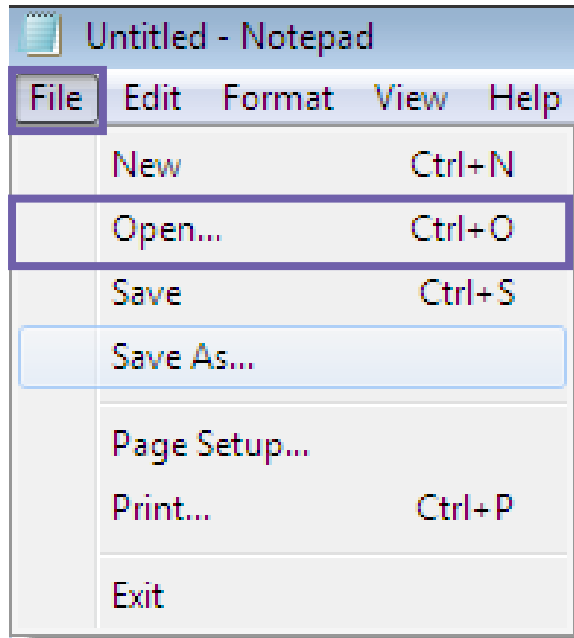 Untitled - Notepad
File Edit Format View Help
New Ctrl+N
Open... Ctrl+O
Save Ctrl+S
Save As...
Page Setup...
Print... Ctrl+P
Exit